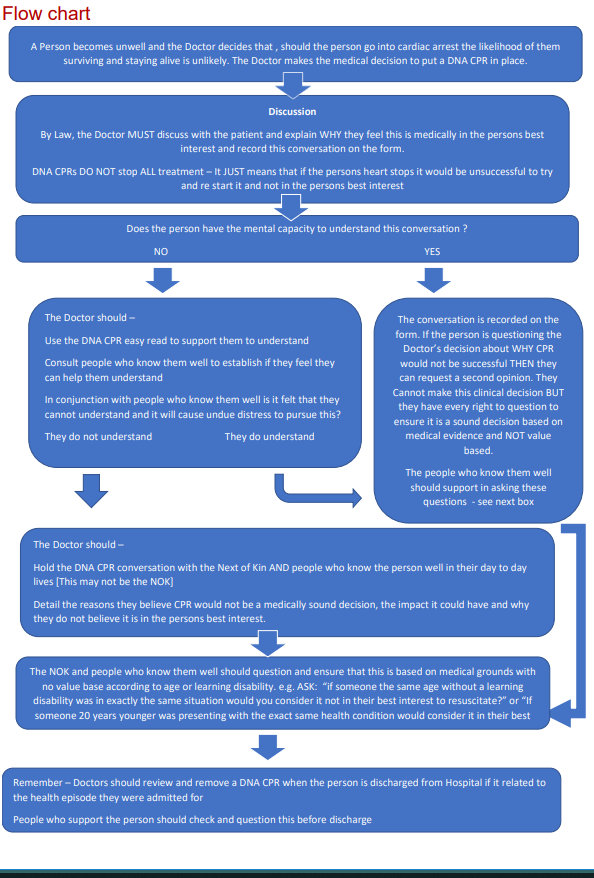 Flow chart
A Person becomes unwell and the Doctor decides that , should the person go into cardiac arrest the likelihood of them
surviving and staying alive is unlikely. The Doctor makes the medical decision to put a DNA CPR in place.
Discussion
By Law, the Doctor MUST discuss with the patient and explain WHY they feel this is medically in the persons best
interest and record this conversation on the form.
DNA CPRs DO NOT stop ALL treatment – It JUST means that if the persons heart stops it would be unsuccessful to try
and re start it and not in the persons best interest
Does the person have the mental capacity to understand this conversation ?
NO
YES
The Doctor should –
Use the DNA CPR easy read to support them to understand
Consult people who know them well to establish if they feel they
can help them understand
In conjunction with people who know them well is it felt that they
cannot understand and it will cause undue distress to pursue this?
They do not understand
They do understand
The conversation is recorded on the
form. If the person is questioning the
Doctor's decision about WHY CPR
would not be successful THEN they
can request a second opinion. They
Cannot make this clinical decision BUT
they have every right to question to
ensure it is a sound decision based on
medical evidence and NOT value
based.
The people who know them well
should support in asking these
questions - see next box
The Doctor should –
Hold the DNA CPR conversation with the Next of Kin AND people who know the person well in their day to day
lives [This may not be the NOK]
Detail the reasons they believe CPR would not be a medically sound decision, the impact it could have and why
they do not believe it is in the persons best interest.
The NOK and people who know them well should question and ensure that this is based on medical grounds with
no value base according to age or learning disability. e.g. ASK: “if someone the same age without a learning
disability was in exactly the same situation would you consider it not in their best interest to resuscitate?” or “If
someone 20 years younger was presenting with the exact same health condition would consider it in their best
Remember – Doctors should review and remove a DNA CPR when the person is discharged from Hospital if it related to
the health episode they were admitted for
People who support the person should check and question this before discharge